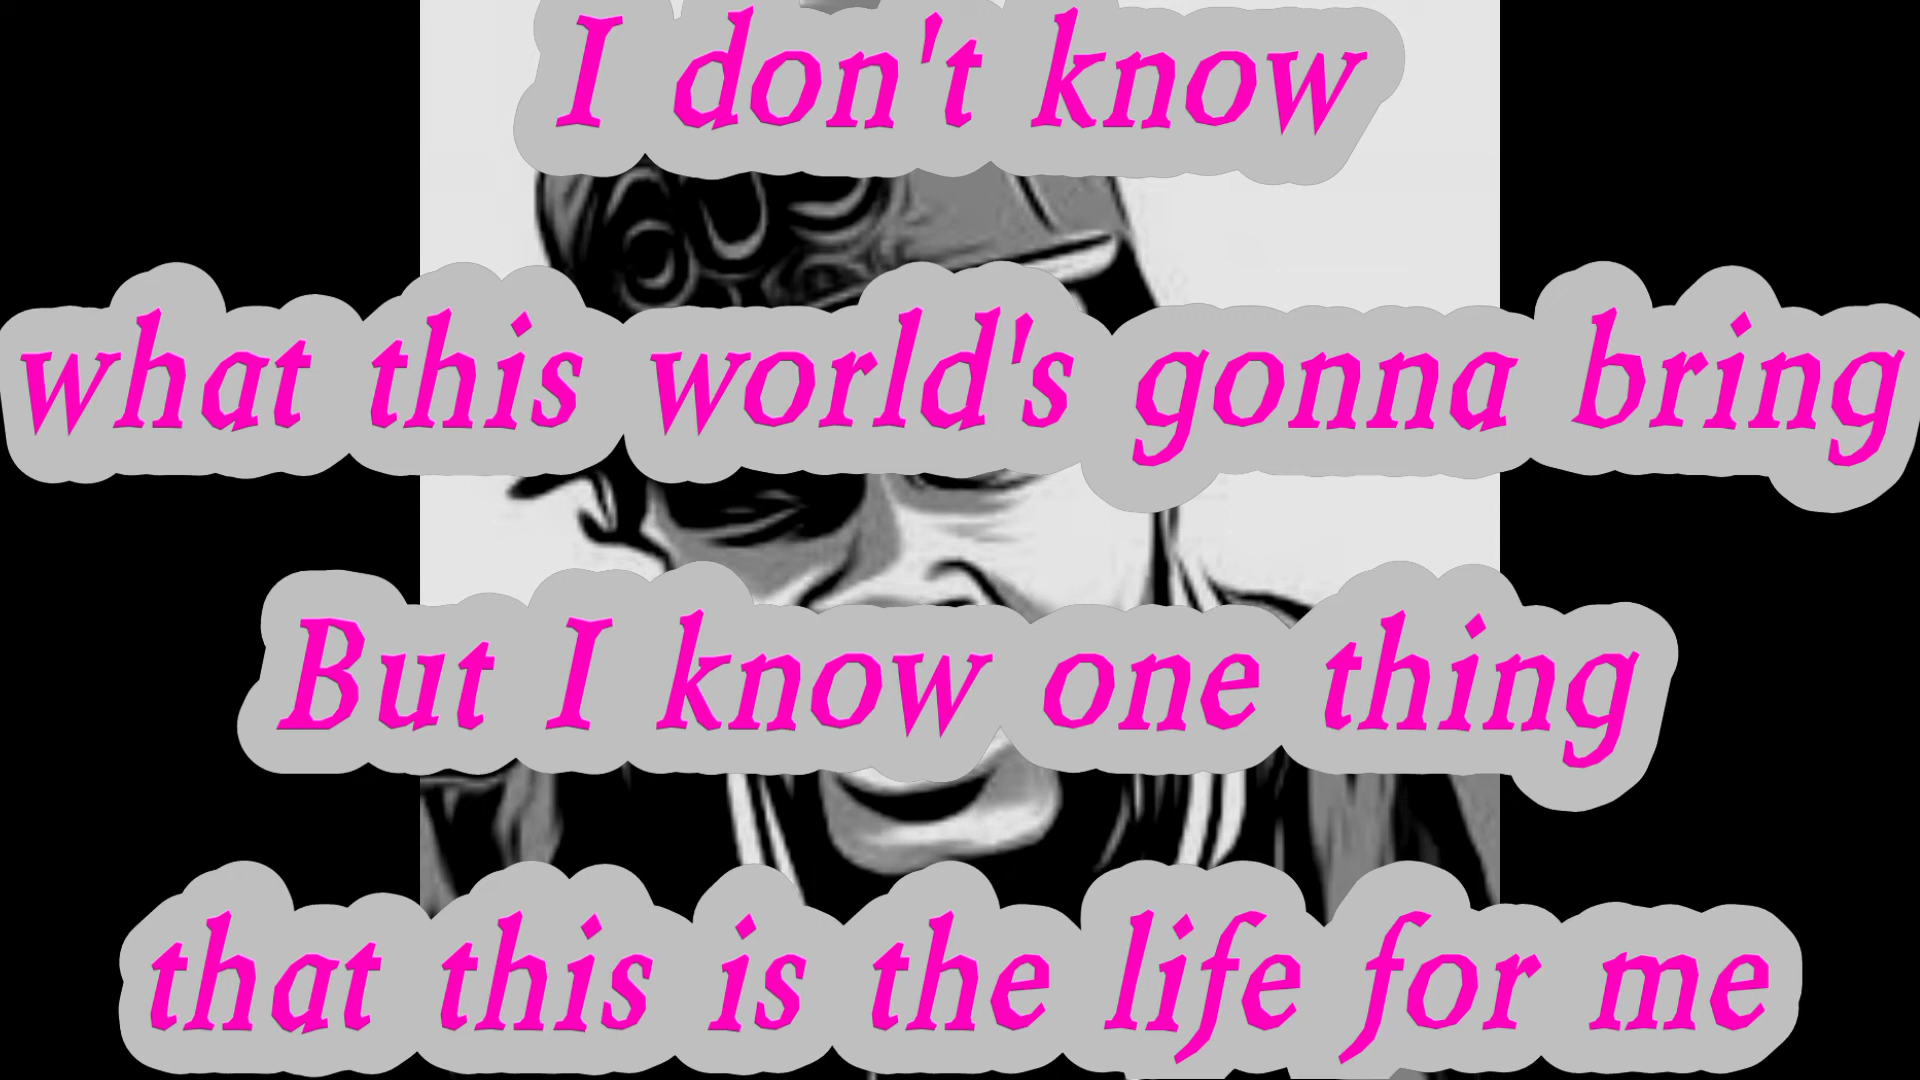 I don't know
what this world's gonna bring
But I know one thing
that this is the life for me